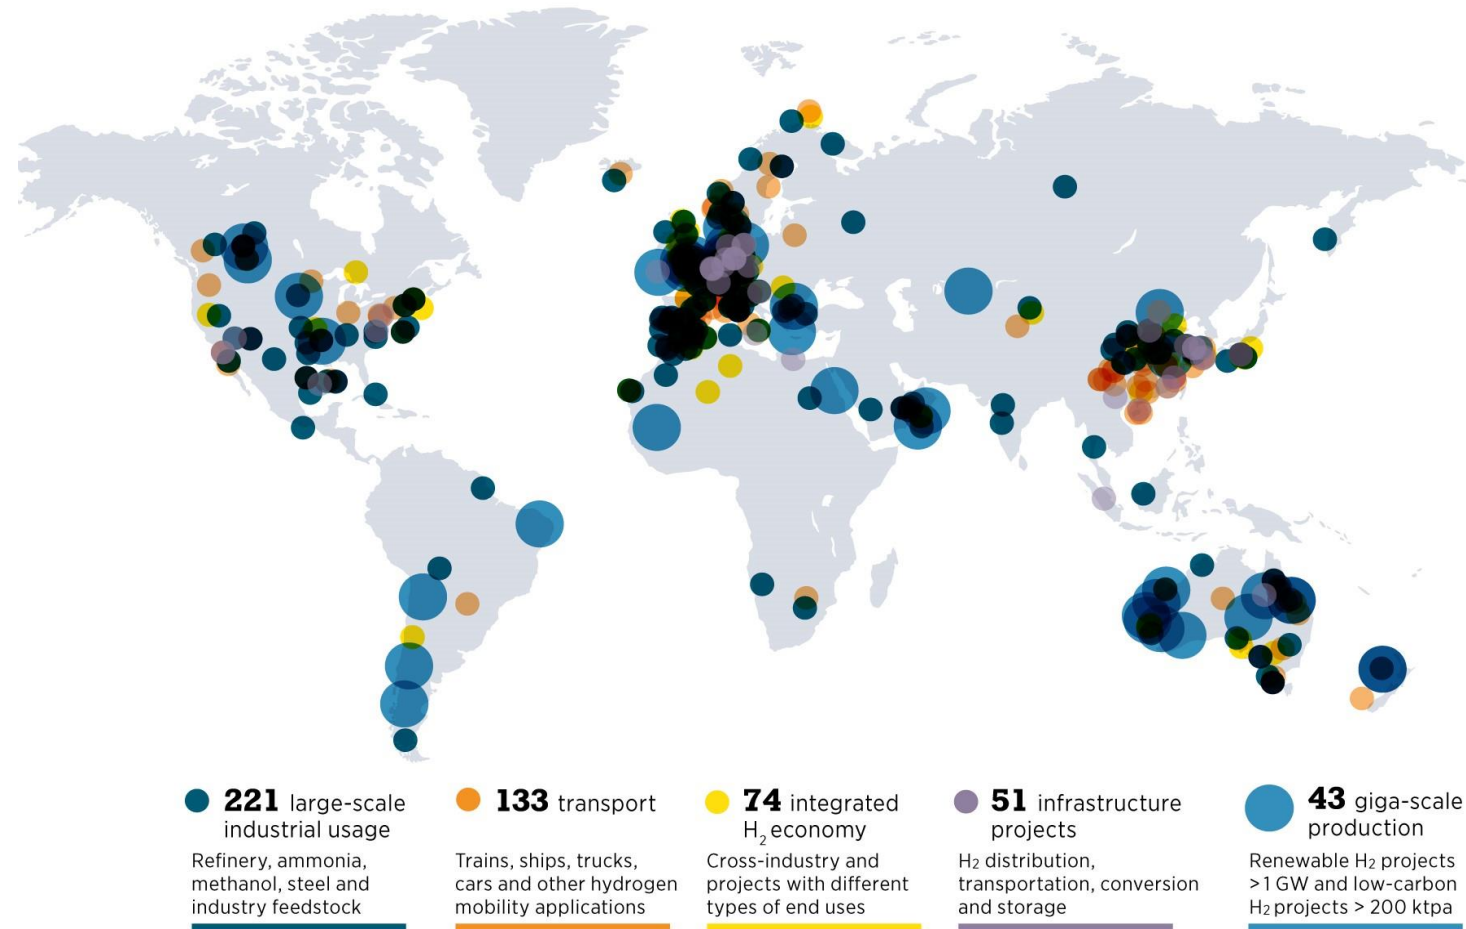 221 large-scale
industrial usage
Refinery, ammonia,
methanol, steel and
industry feedstock
133 transport
Trains, ships, trucks,
cars and other hydrogen
mobility applications
74 integrated
H₂ economy
Cross-industry and
projects with different
types of end uses
51 infrastructure
projects
H₂ distribution,
transportation, conversion
and storage
43 giga-scale
production
Renewable H₂ projects
>1 GW and low-carbon
H₂ projects > 200 ktpa